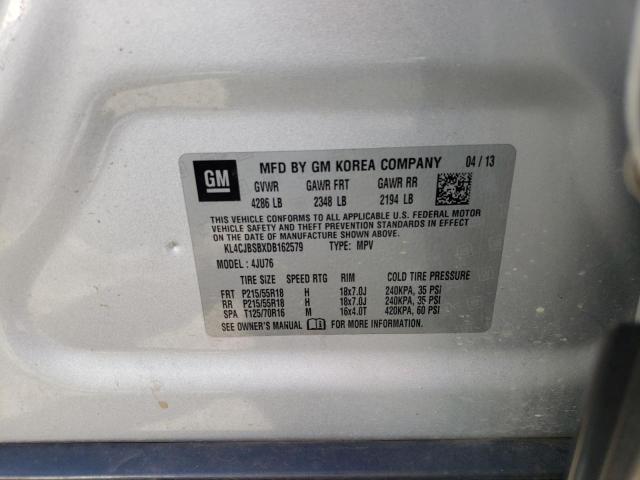 GM MFD BY GM KOREA COMPANY 04 / 13
GVWR GAWR FRT GAWR RR
4286 LB 2348 LB 2194 LB
THIS VEHICLE CONFORMS TO ALL APPLICABLE U.S. FEDERAL MOTOR
VEHICLE SAFETY AND THEFT PREVENTION STANDARDS IN EFFECT
ON THE DATE OF MANUFACTURE SHOWN ABOVE.
KL4CJBSBXDB162579 TYPE: MPV
MODEL: 4JU76
TIRE SIZE SPEED RTG RIM COLD TIRE PRESSURE
FRT P215/55R18 H 18x7.0J 240KPA, 35 PSI
RR P215/55R18 H 18x7.0J 240KPA, 35 PSI
SPA T125/70R16 M 16x4.0T 420KPA, 60 PSI
SEE OWNER'S MANUAL FOR MORE INFORMATION.